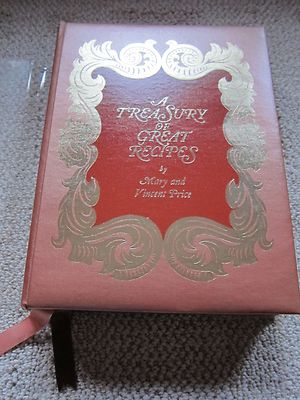 A
TREASURY
OF
GREAT
RECIPES
by
Mary and
Vincent Price